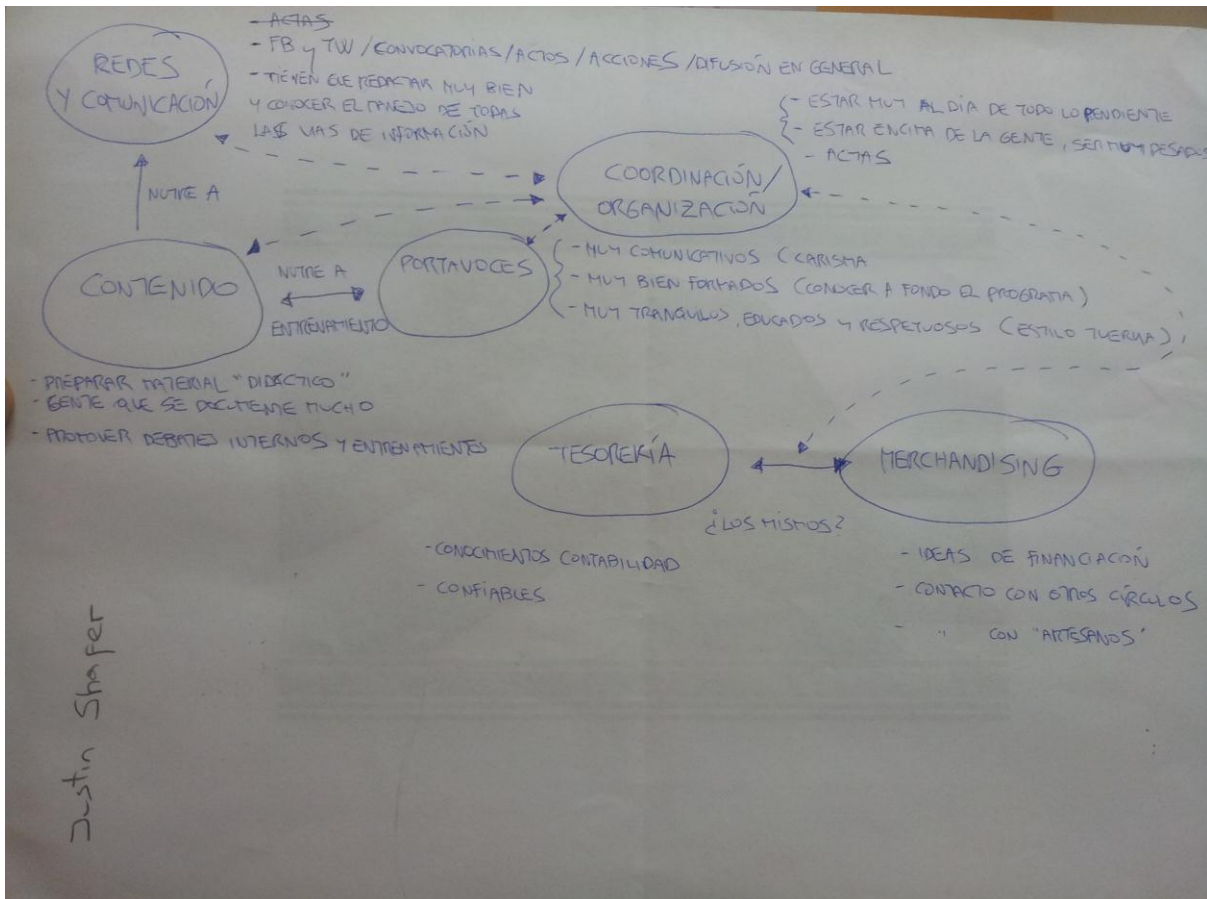 REDES
Y COMUNICACIÓN
- ACTAS
- FB y TW / CONVOCATORIAS / ACTOS / ACCIONES / DIFUSIÓN EN GENERAL
- TIENEN QUE REDACTAR MUY BIEN
Y CONOCER EL MANEJO DE TODAS
LAS VIAS DE INFORMACIÓN
- ESTAR MUY AL DÍA DE TODO LO PENDIENTE
- ESTAR ENCIMA DE LA GENTE, SER MUY PESADOS
- ACTAS
COORDINACIÓN/
ORGANIZACIÓN
NUTRE A
CONTENIDO
NUTRE A
ENTRENAMIENTO
PORTAVOCES
- MUY COMUNICATIVOS (CARISMA
- MUY BIEN FORMADOS (CONOCER A FONDO EL PROGRAMA)
- MUY TRANQUILOS, EDUCADOS Y RESPETUOSOS (ESTILO TUERKA)
- PREPARAR MATERIAL "DIDÁCTICO"
- GENTE QUE SE DOCUMENTE MUCHO
- PROMOVER DEBATES INTERNOS Y ENTRENAMIENTOS
TESORERÍA
MERCHANDISING
¿LOS MISMOS?
- CONOCIMIENTOS CONTABILIDAD
- CONFIABLES
- IDEAS DE FINANCIACIÓN
- CONTACTO CON OTROS CÍRCULOS
- " CON "ARTESANOS"
Justin Shafer